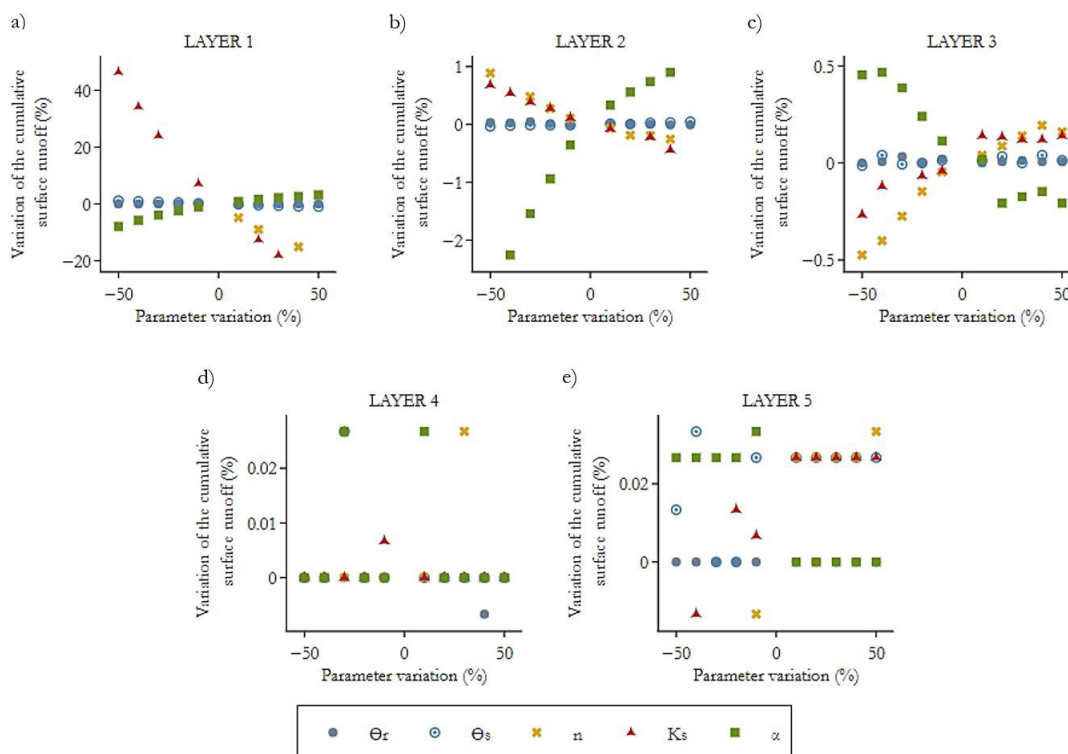 a)
LAYER 1
Variation of the cumulative
surface runoff (%)
40
20
0
−20
−50
0
50
Parameter variation (%)
b)
LAYER 2
Variation of the cumulative
surface runoff (%)
1
0
−1
−2
−50
0
50
Parameter variation (%)
c)
LAYER 3
Variation of the cumulative
surface runoff (%)
0.5
0
−0.5
−50
0
50
Parameter variation (%)
d)
LAYER 4
Variation of the cumulative
surface runoff (%)
0.02
0.01
0
−50
0
50
Parameter variation (%)
e)
LAYER 5
Variation of the cumulative
surface runoff (%)
0.02
0
−50
0
50
Parameter variation (%)
Θr Θs n Ks α